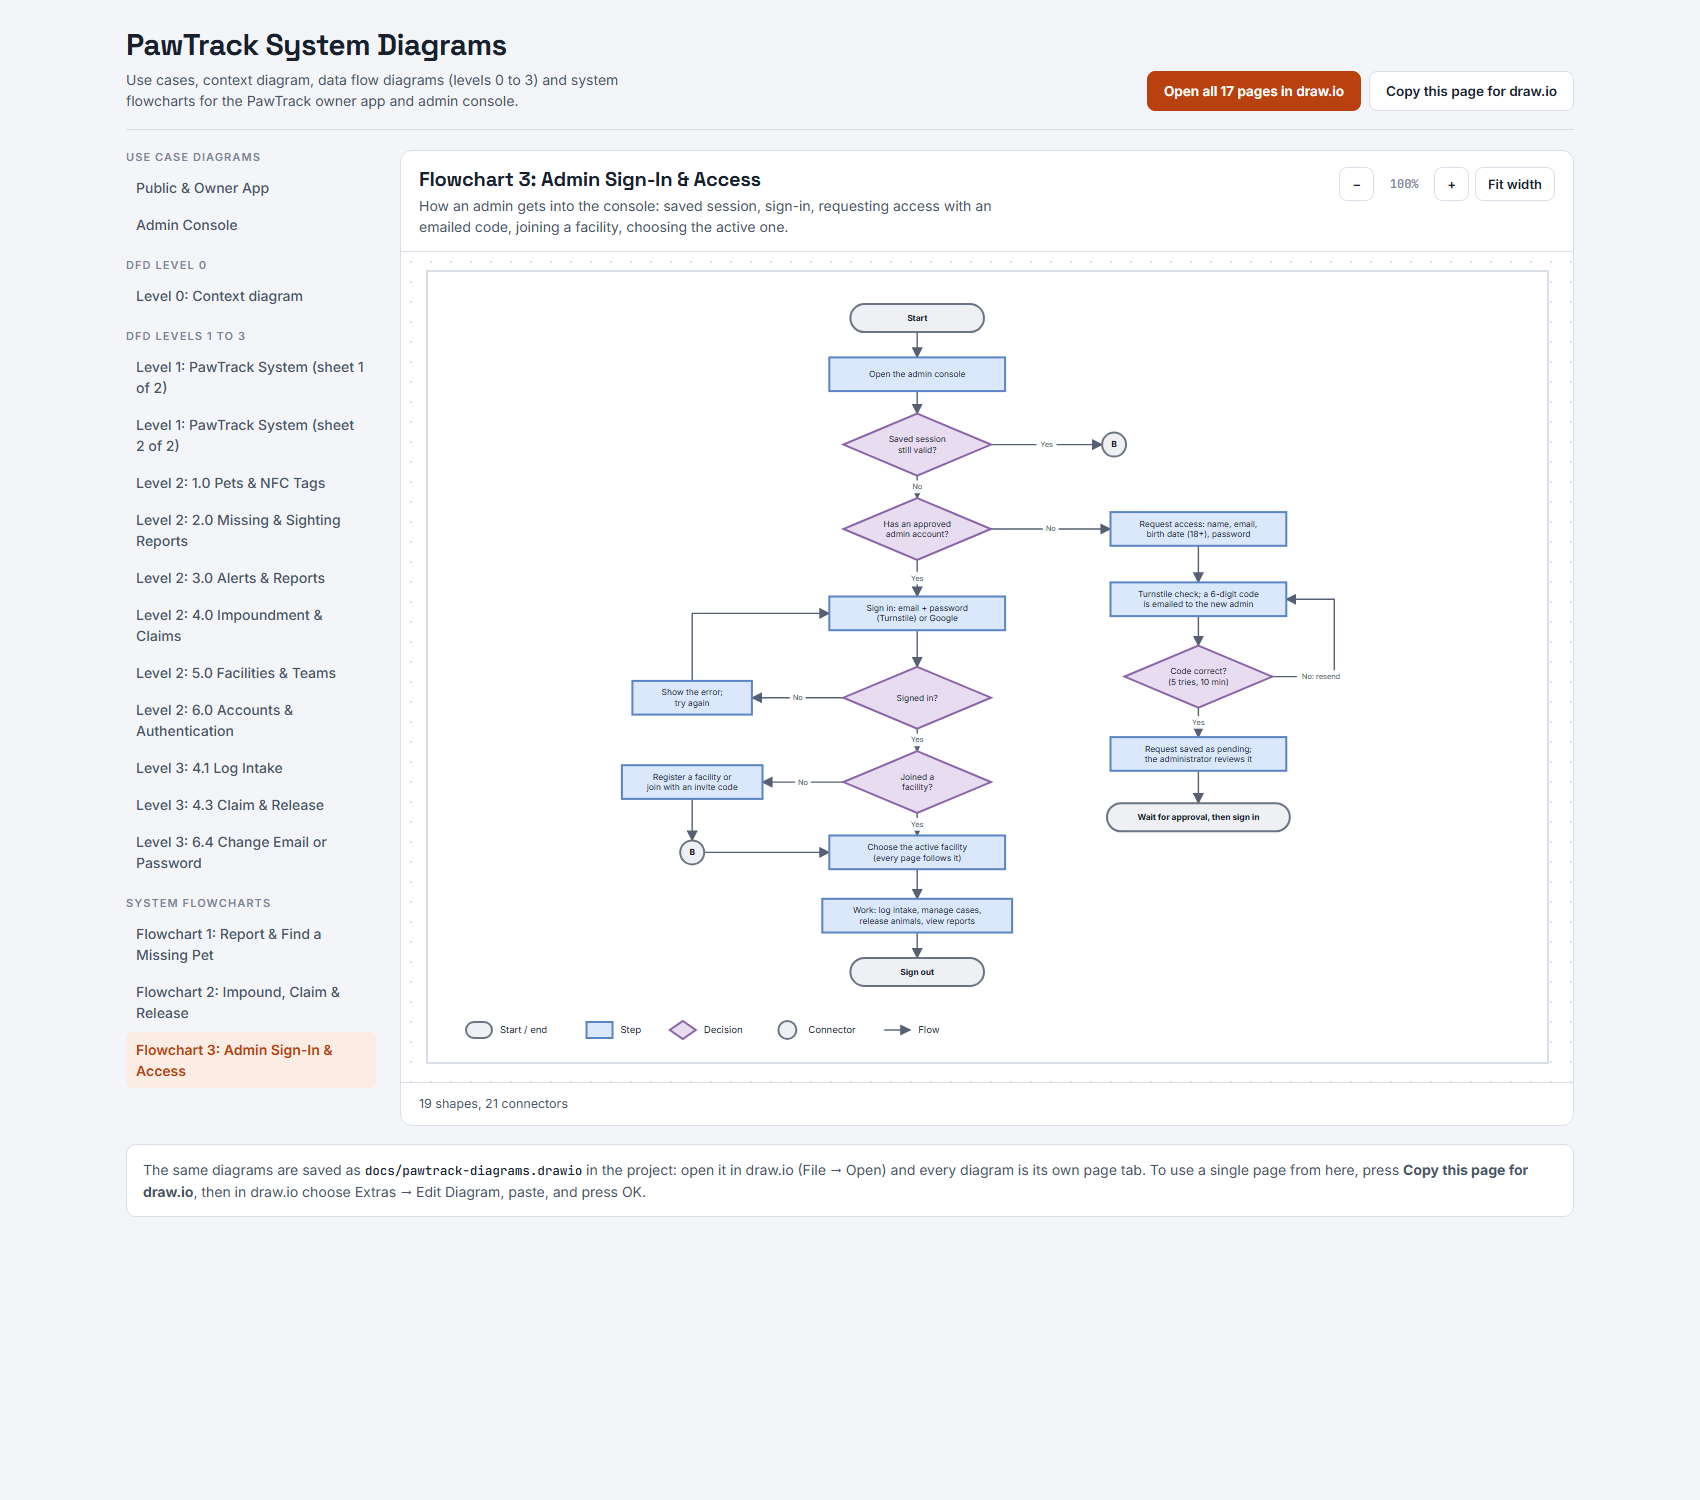 PawTrack System Diagrams
Use cases, context diagram, data flow diagrams (levels 0 to 3) and system
flowcharts for the PawTrack owner app and admin console.
Open all 17 pages in draw.io
Copy this page for draw.io
USE CASE DIAGRAMS
Public & Owner App
Admin Console
DFD LEVEL 0
Level 0: Context diagram
DFD LEVELS 1 TO 3
Level 1: PawTrack System (sheet 1
of 2)
Level 1: PawTrack System (sheet
2 of 2)
Level 2: 1.0 Pets & NFC Tags
Level 2: 2.0 Missing & Sighting
Reports
Level 2: 3.0 Alerts & Reports
Level 2: 4.0 Impoundment &
Claims
Level 2: 5.0 Facilities & Teams
Level 2: 6.0 Accounts &
Authentication
Level 3: 4.1 Log Intake
Level 3: 4.3 Claim & Release
Level 3: 6.4 Change Email or
Password
SYSTEM FLOWCHARTS
Flowchart 1: Report & Find a
Missing Pet
Flowchart 2: Impound, Claim &
Release
Flowchart 3: Admin Sign-In &
Access
Flowchart 3: Admin Sign-In & Access
How an admin gets into the console: saved session, sign-in, requesting access with an
emailed code, joining a facility, choosing the active one.
−
100%
+
Fit width
Start
Open the admin console
Saved session
still valid?
Yes
B
No
Has an approved
admin account?
No
Request access: name, email,
birth date (18+), password
Yes
Turnstile check; a 6-digit code
is emailed to the new admin
Sign in: email + password
(Turnstile) or Google
Code correct?
(5 tries, 10 min)
No: resend
Show the error;
try again
No
Signed in?
Yes
Yes
Request saved as pending;
the administrator reviews it
Register a facility or
join with an invite code
No
Joined a
facility?
Wait for approval, then sign in
Yes
B
Choose the active facility
(every page follows it)
Work: log intake, manage cases,
release animals, view reports
Sign out
Start / end
Step
Decision
Connector
Flow
19 shapes, 21 connectors
The same diagrams are saved as docs/pawtrack-diagrams.drawio in the project: open it in draw.io (File → Open) and every diagram is its own page tab. To use a single page from here, press Copy this page for
draw.io, then in draw.io choose Extras → Edit Diagram, paste, and press OK.